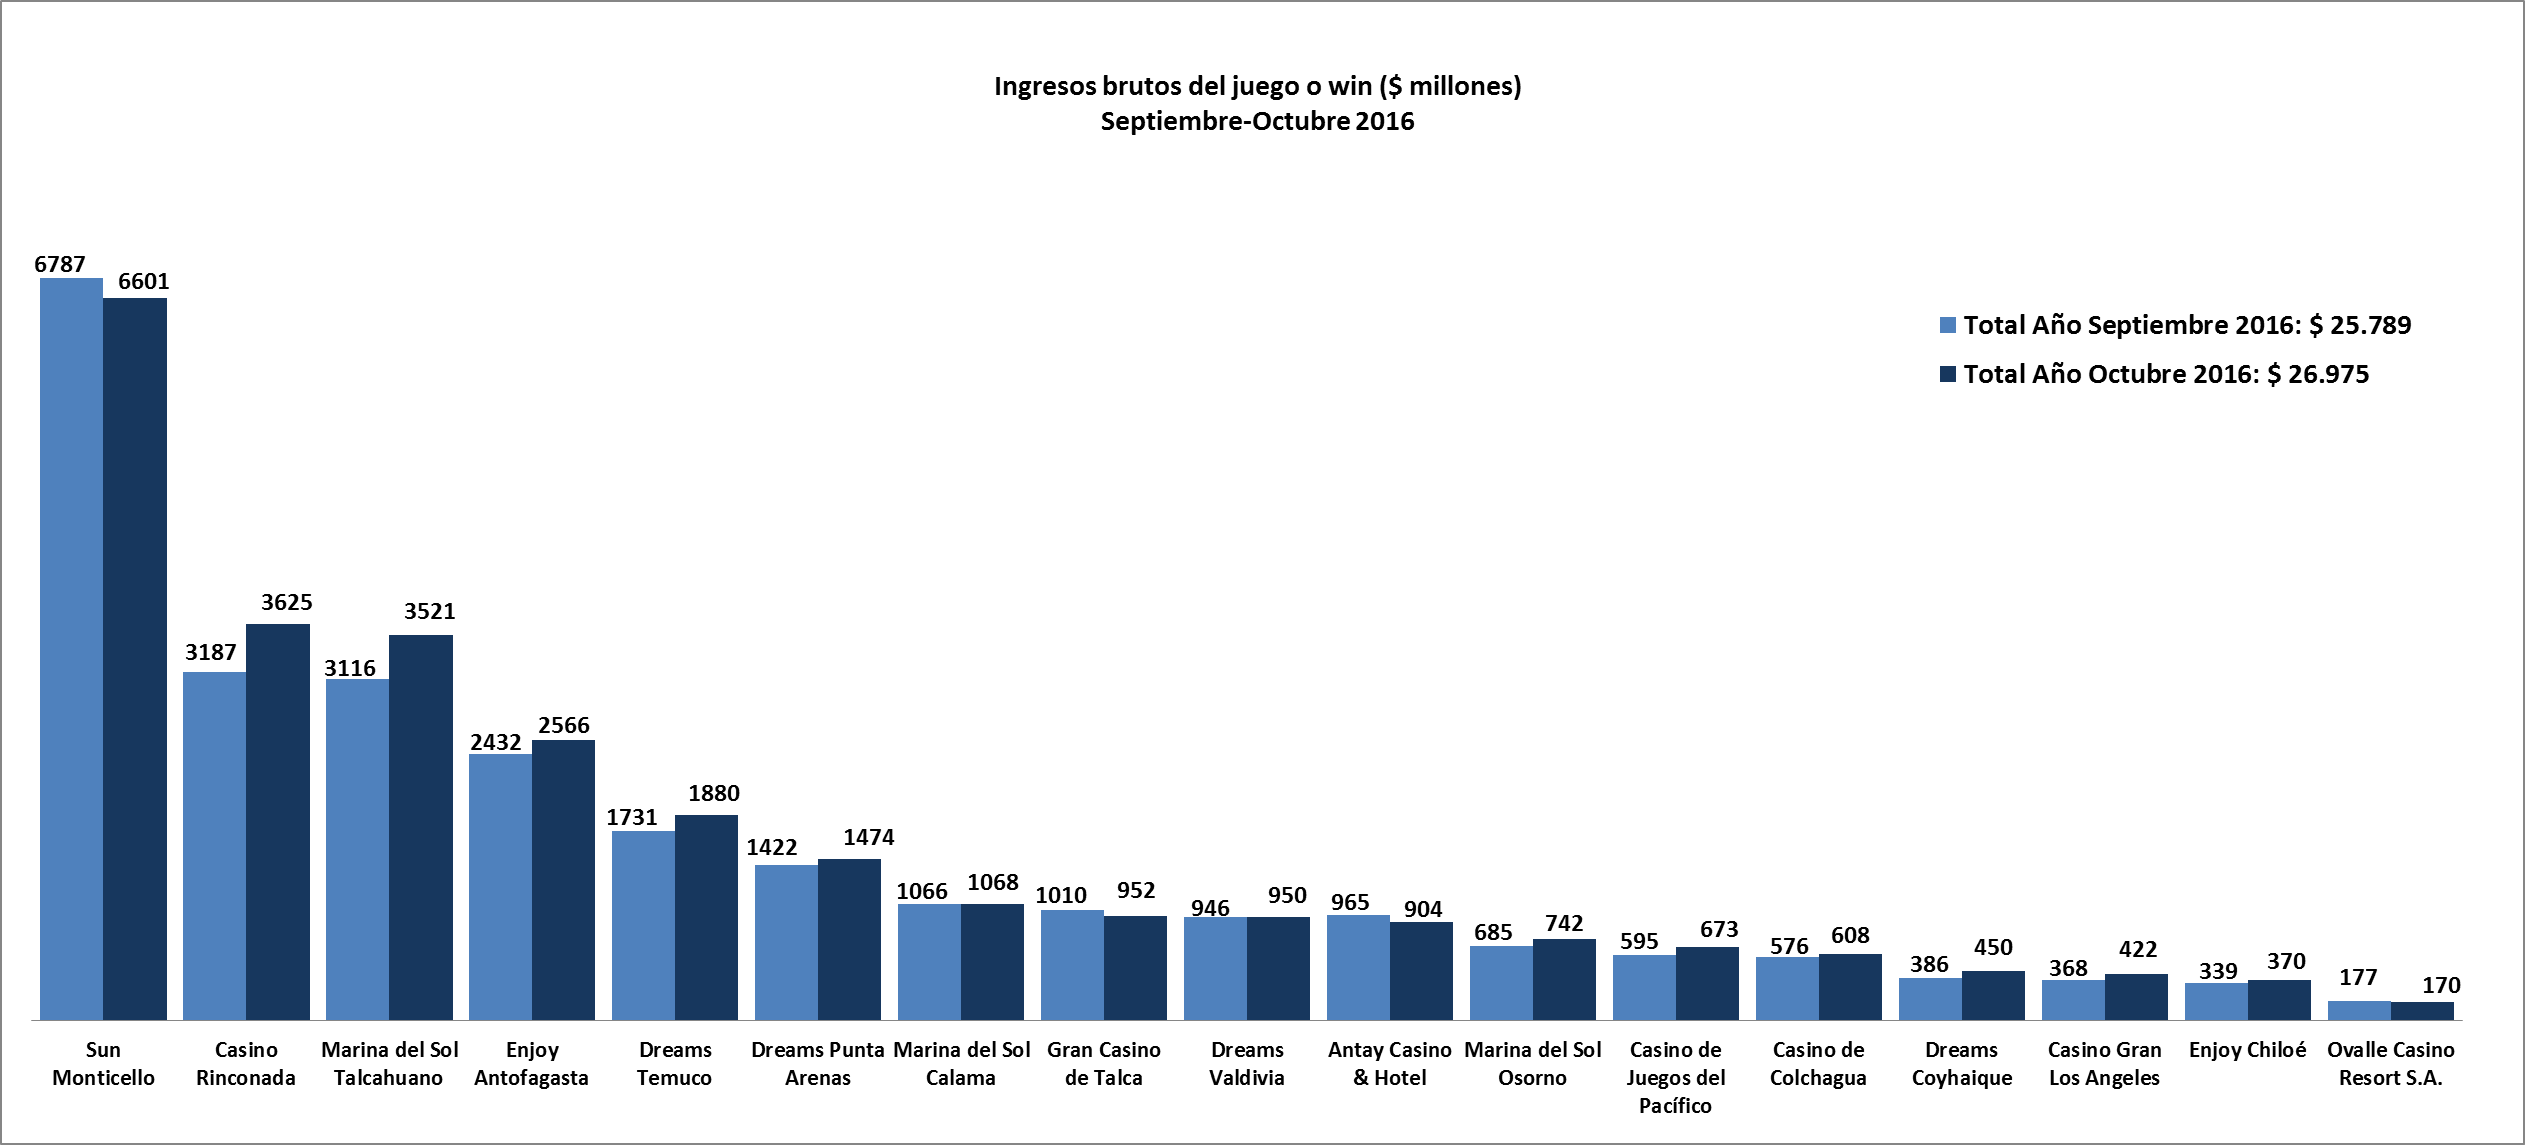 Ingresos brutos del juego o win ($ millones)
Septiembre-Octubre 2016
Total Año Septiembre 2016: $ 25.789
Total Año Octubre 2016: $ 26.975
6787
6601
3187
3625
3116
3521
2432
2566
1731
1880
1422
1474
1066
1068
1010
952
946
950
965
904
685
742
595
673
576
608
386
450
368
422
339
370
177
170
Sun
Monticello
Casino
Rinconada
Marina del Sol
Talcahuano
Enjoy
Antofagasta
Dreams
Temuco
Dreams Punta
Arenas
Marina del Sol
Calama
Gran Casino
de Talca
Dreams
Valdivia
Antay Casino
& Hotel
Marina del Sol
Osorno
Casino de
Juegos del
Pacífico
Casino de
Colchagua
Dreams
Coyhaique
Casino Gran
Los Angeles
Enjoy Chiloé
Ovalle Casino
Resort S.A.